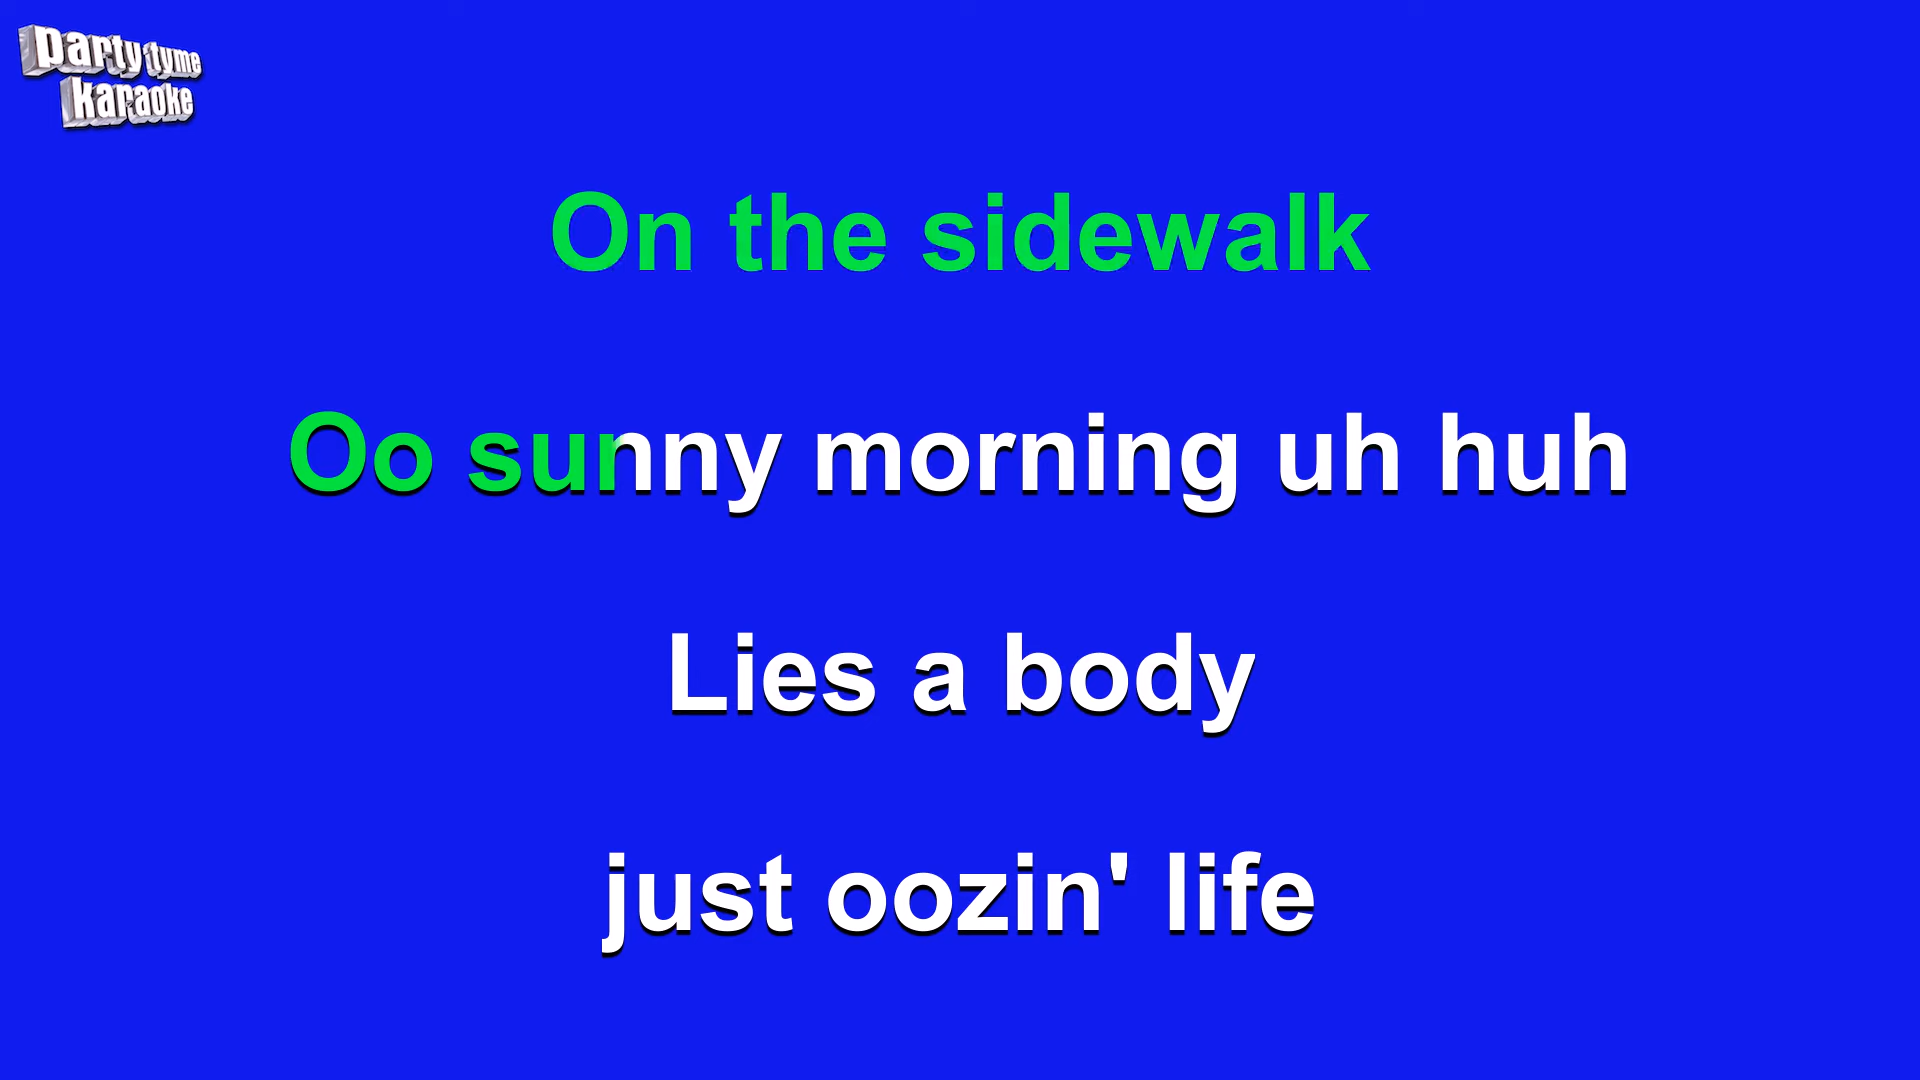 party tyme
karaoke
On the sidewalk
Oo sunny morning uh huh
Lies a body
just oozin' life